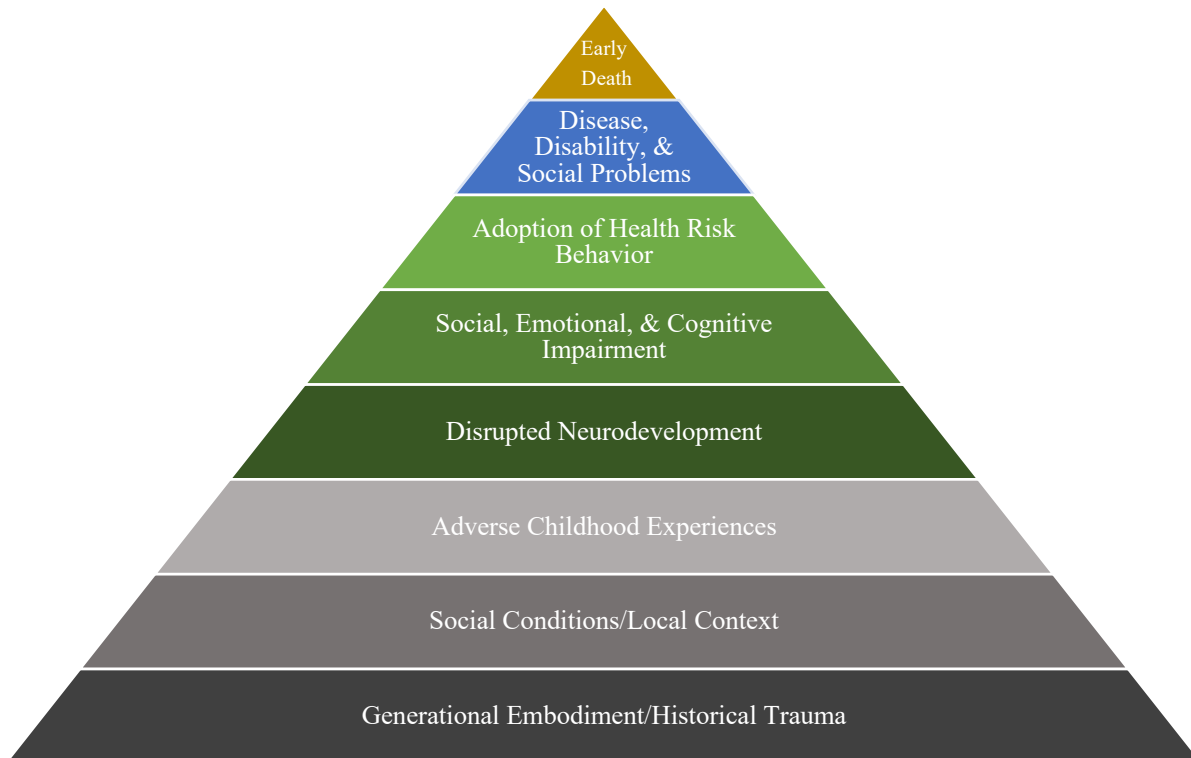 Early
Death
Disease,
Disability, &
Social Problems
Adoption of Health Risk
Behavior
Social, Emotional, & Cognitive
Impairment
Disrupted Neurodevelopment
Adverse Childhood Experiences
Social Conditions/Local Context
Generational Embodiment/Historical Trauma